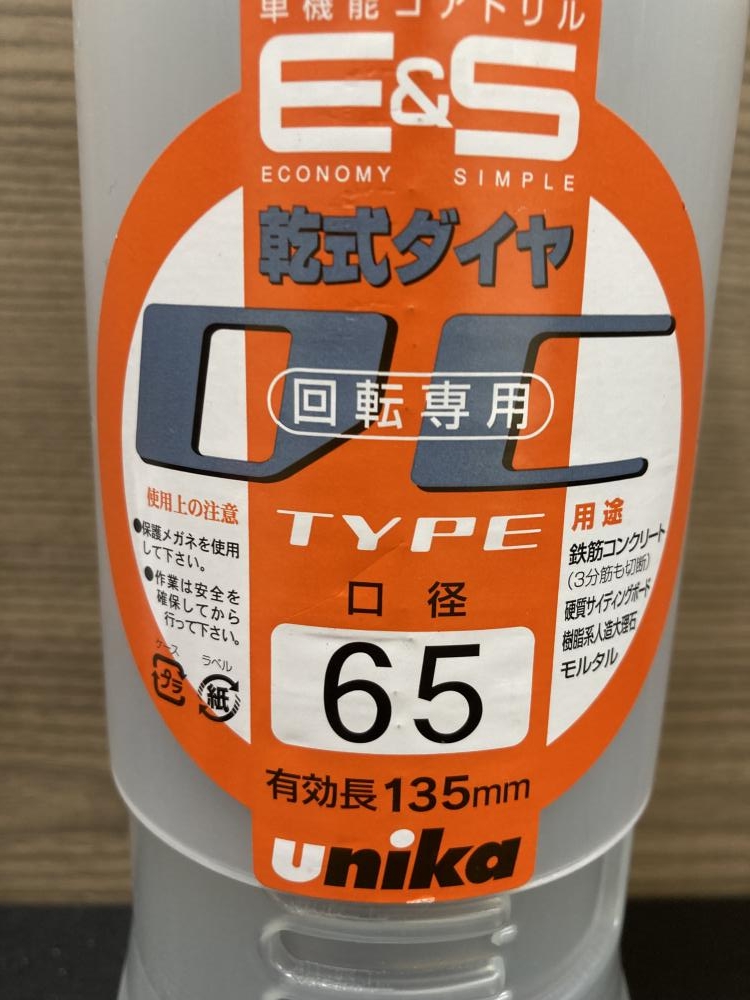 単機能コアドリル
E&S
ECONOMY SIMPLE
乾式ダイヤ
DC
回転専用
TYPE
使用上の注意
●保護メガネを使用
して下さい。
●作業は安全を
確保してから
行って下さい。
ケース
プラ
ラベル
紙
用途
鉄筋コンクリート
(3分筋も切断)
硬質サイディングボード
樹脂系人造大理石
モルタル
口径
65
有効長135mm
unika